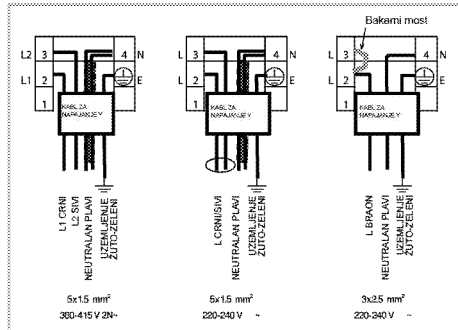 Bakarni most
L2 3 4 N
L1 2 E
1
KABL ZA
NAPAJANJE
L1 CRNI
L2 SIVI
NEUTRALAN PLAVI
UZEMLJENJE
ŽUTO-ZELENI
5x1.5 mm²
380-415 V 2N~
L 3 4 N
L 2 E
1
KABL ZA
NAPAJANJE
L CRNI/SIVI
NEUTRALAN PLAVI
UZEMLJENJE
ŽUTO-ZELENI
5x1.5 mm²
220-240 V ~
L 3 4 N
L 2 E
1
KABL ZA
NAPAJANJE
L BRAON
NEUTRALAN PLAVI
UZEMLJENJE
ŽUTO-ZELENI
3x2.5 mm²
220-240 V ~